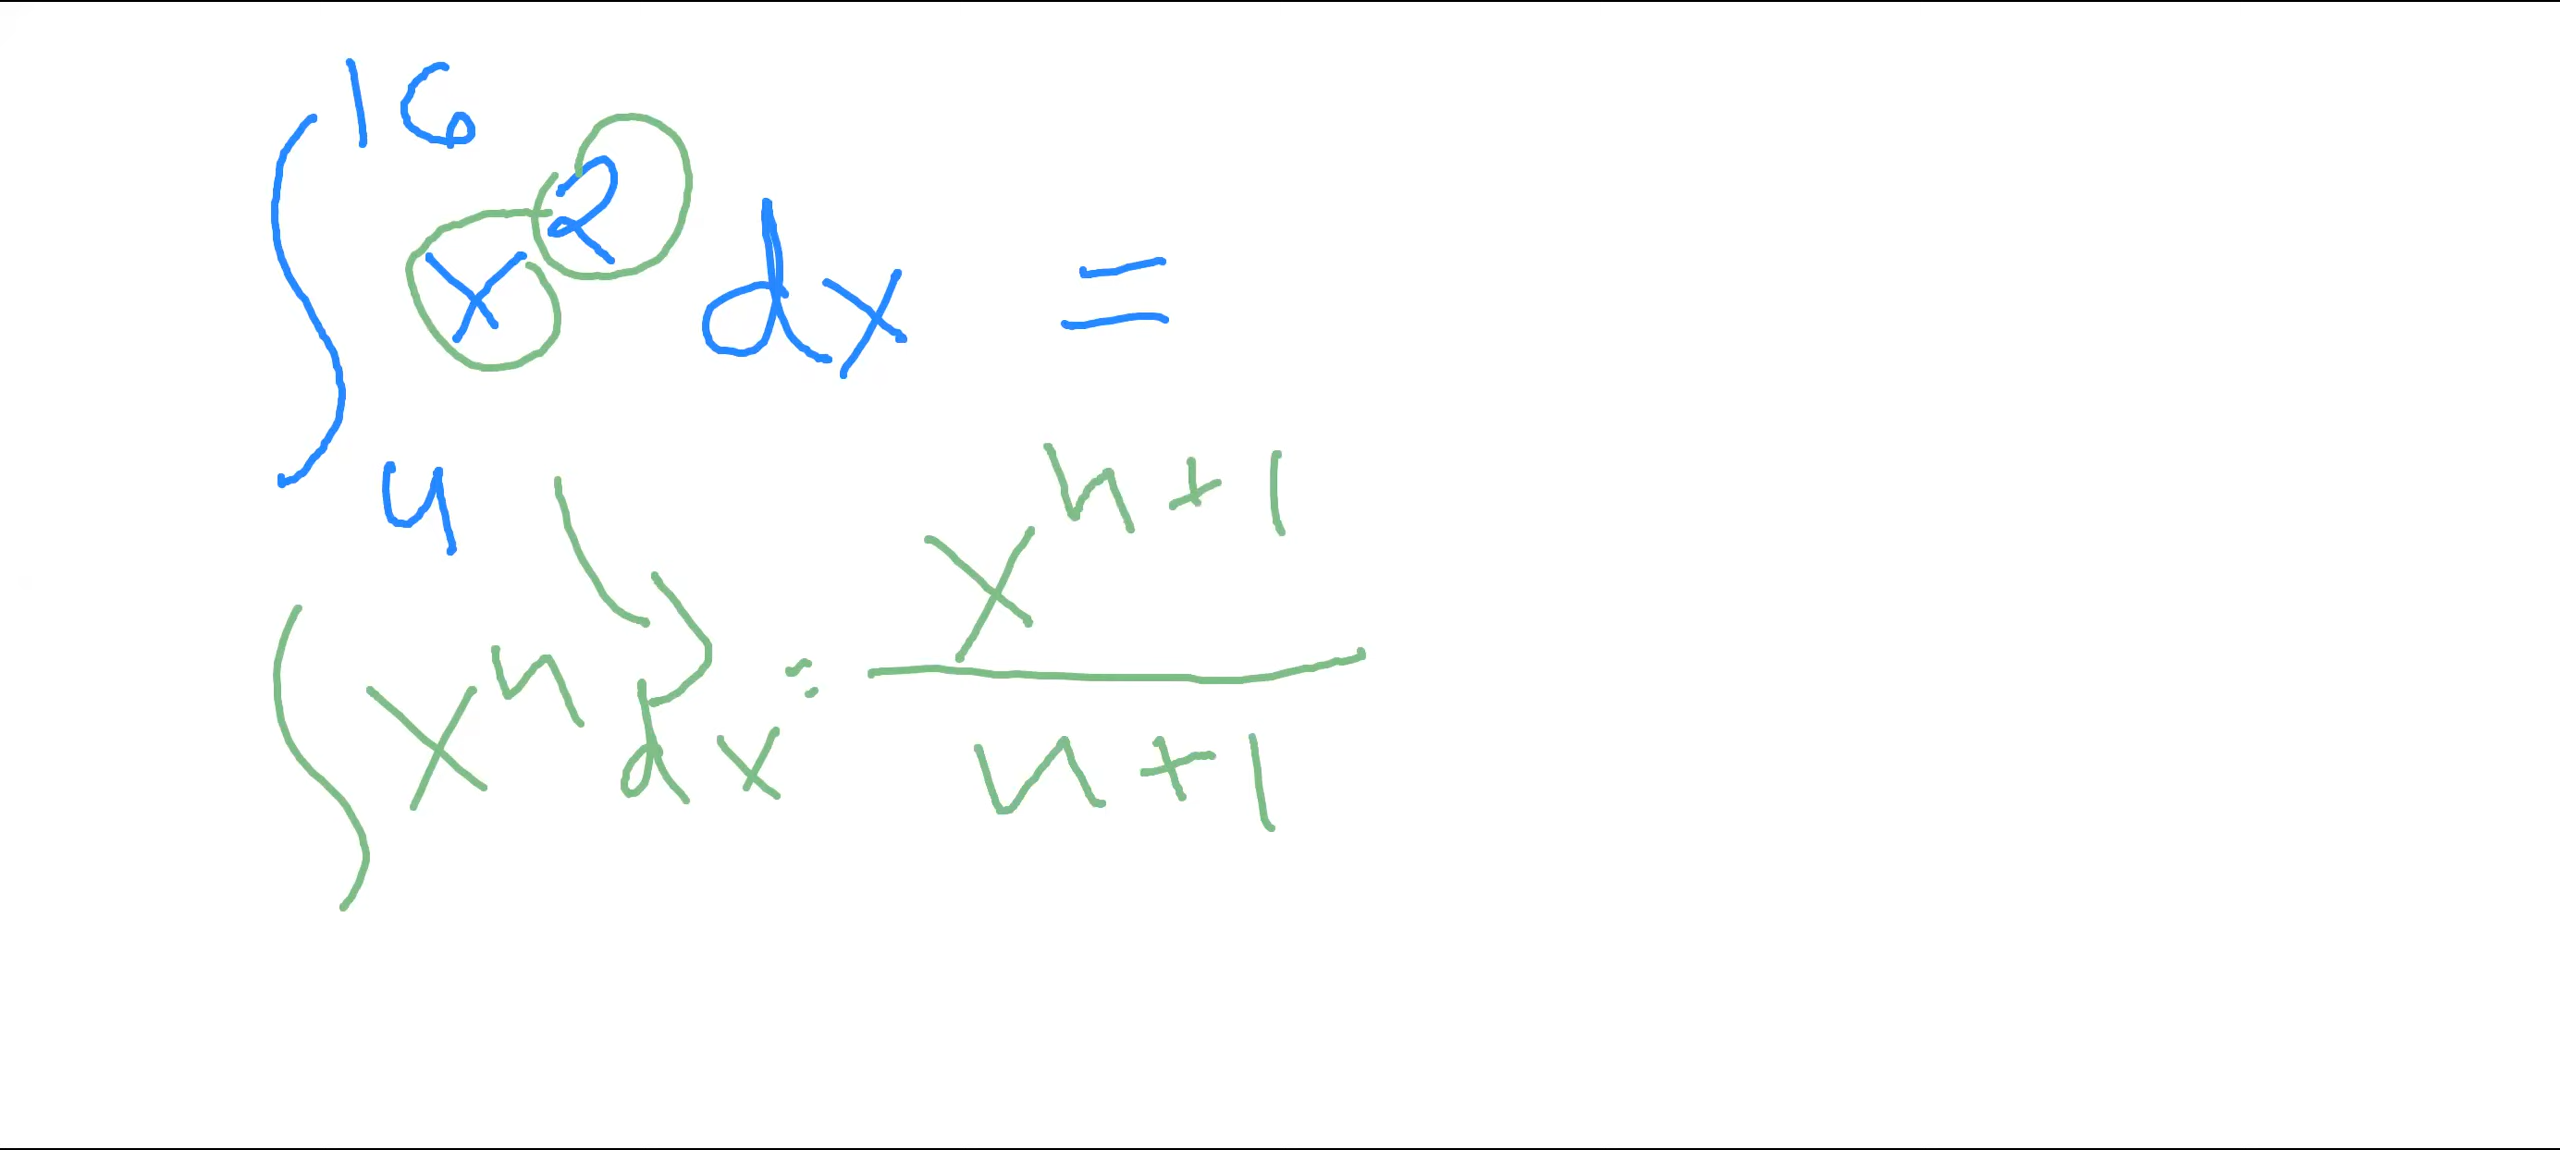 ∫₄¹⁶ x² dx =
∫ xⁿ dx = xⁿ⁺¹ / n+1